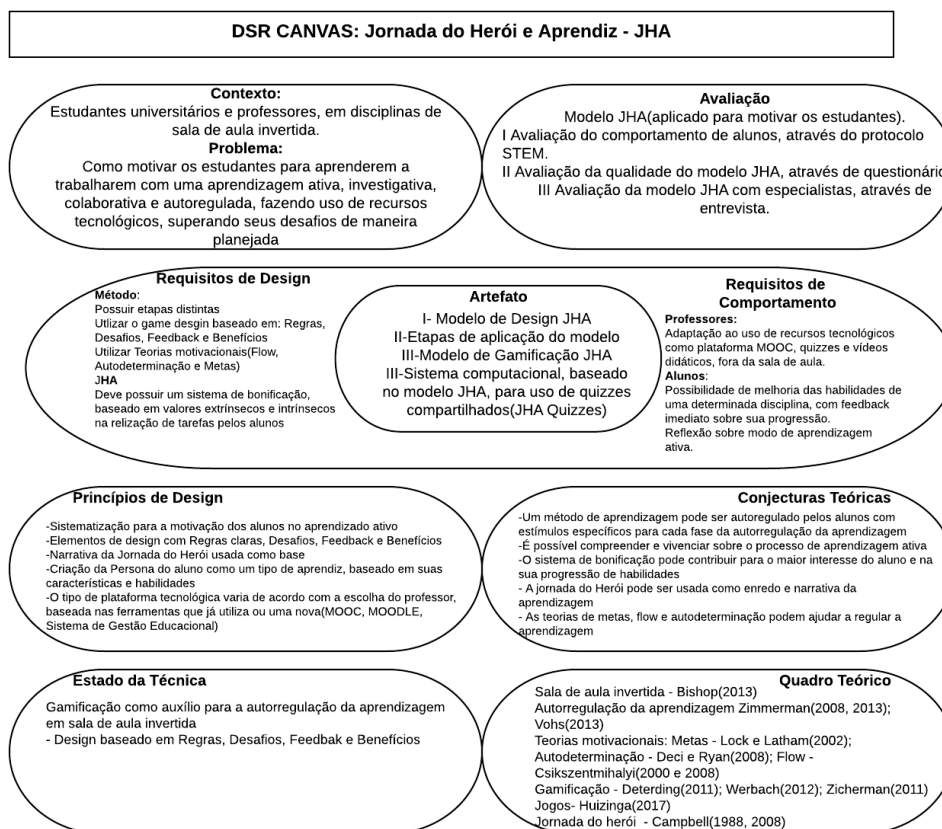 DSR CANVAS: Jornada do Herói e Aprendiz - JHA
Contexto:
Estudantes universitários e professores, em disciplinas de
sala de aula invertida.
Problema:
Como motivar os estudantes para aprenderem a
trabalharem com uma aprendizagem ativa, investigativa,
colaborativa e autoregulada, fazendo uso de recursos
tecnológicos, superando seus desafios de maneira
planejada
Avaliação
Modelo JHA(aplicado para motivar os estudantes).
I Avaliação do comportamento de alunos, através do protocolo
STEM.
II Avaliação da qualidade do modelo JHA, através de questionário
III Avaliação da modelo JHA com especialistas, através de
entrevista.
Requisitos de Design
Método:
Possuir etapas distintas
Utlizar o game desgin baseado em: Regras,
Desafios, Feedback e Benefícios
Utilizar Teorias motivacionais(Flow,
Autodeterminação e Metas)
JHA
Deve possuir um sistema de bonificação,
baseado em valores extrínsecos e intrínsecos
na relização de tarefas pelos alunos
Artefato
I- Modelo de Design JHA
II-Etapas de aplicação do modelo
III-Modelo de Gamificação JHA
III-Sistema computacional, baseado
no modelo JHA, para uso de quizzes
compartilhados(JHA Quizzes)
Requisitos de
Comportamento
Professores:
Adaptação ao uso de recursos tecnológicos
como plataforma MOOC, quizzes e vídeos
didáticos, fora da sala de aula.
Alunos:
Possibilidade de melhoria das habilidades de
uma determinada disciplina, com feedback
imediato sobre sua progressão.
Reflexão sobre modo de aprendizagem
ativa.
Princípios de Design
-Sistematização para a motivação dos alunos no aprendizado ativo
-Elementos de design com Regras claras, Desafios, Feedback e Benefícios
-Narrativa da Jornada do Herói usada como base
-Criação da Persona do aluno como um tipo de aprendiz, baseado em suas
características e habilidades
-O tipo de plataforma tecnológica varia de acordo com a escolha do professor,
baseada nas ferramentas que já utiliza ou uma nova(MOOC, MOODLE,
Sistema de Gestão Educacional)
Conjecturas Teóricas
-Um método de aprendizagem pode ser autoregulado pelos alunos com
estímulos específicos para cada fase da autorregulação da aprendizagem
-É possível compreender e vivenciar sobre o processo de aprendizagem ativa
-O sistema de bonificação pode contribuir para o maior interesse do aluno e na
sua progressão de habilidades
- A jornada do Herói pode ser usada como enredo e narrativa da
aprendizagem
- As teorias de metas, flow e autodeterminação podem ajudar a regular a
aprendizagem
Estado da Técnica
Gamificação como auxílio para a autorregulação da aprendizagem
em sala de aula invertida
- Design baseado em Regras, Desafios, Feedbak e Benefícios
Quadro Teórico
Sala de aula invertida - Bishop(2013)
Autorregulação da aprendizagem Zimmerman(2008, 2013);
Vohs(2013)
Teorias motivacionais: Metas - Lock e Latham(2002);
Autodeterminação - Deci e Ryan(2008); Flow -
Csikszentmihalyi(2000 e 2008)
Gamificação - Deterding(2011); Werbach(2012); Zicherman(2011)
Jogos- Huizinga(2017)
Jornada do herói - Campbell(1988, 2008)